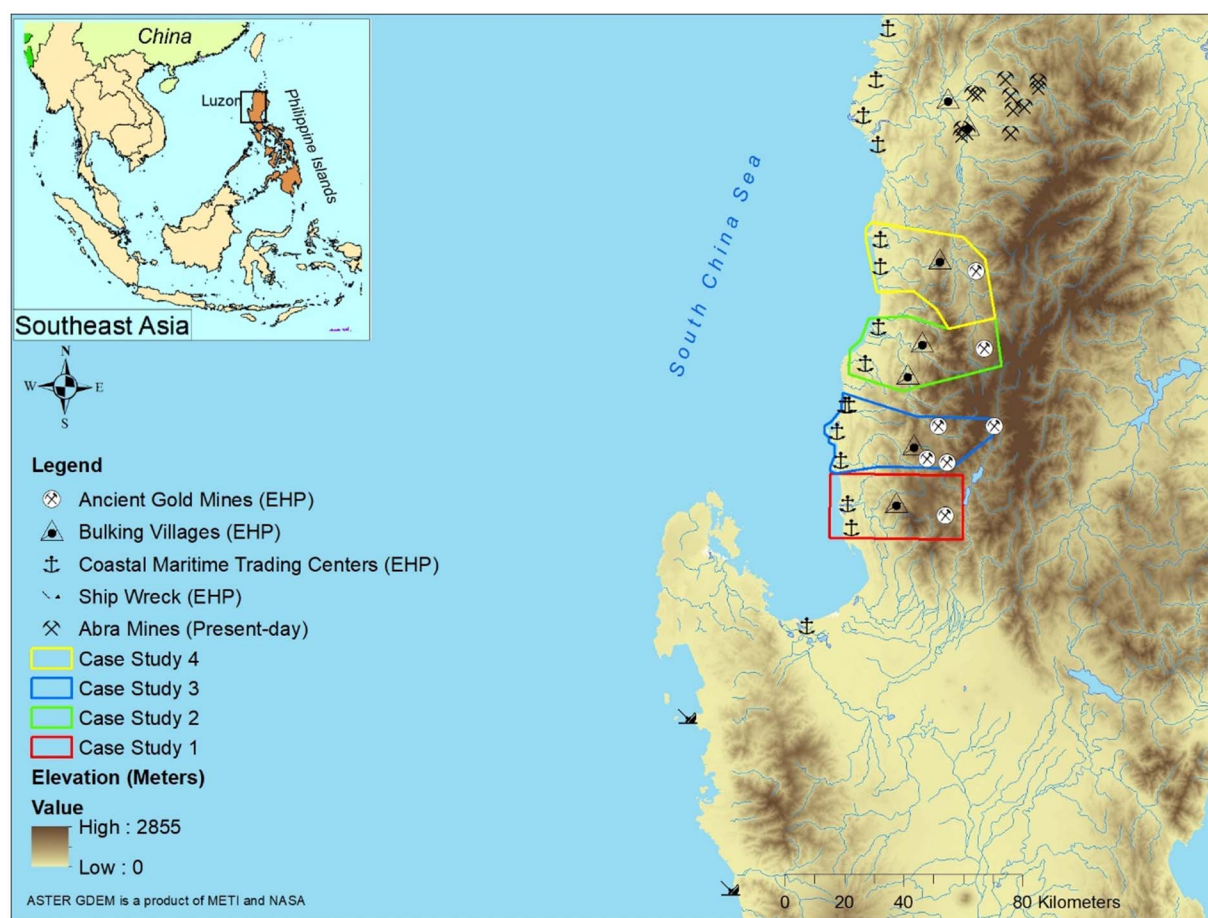 China
Luzon
Philippine Islands
Southeast Asia
N
W E
S
South China Sea
Legend
Ancient Gold Mines (EHP)
Bulking Villages (EHP)
Coastal Maritime Trading Centers (EHP)
Ship Wreck (EHP)
Abra Mines (Present-day)
Case Study 4
Case Study 3
Case Study 2
Case Study 1
Elevation (Meters)
Value
High : 2855
Low : 0
ASTER GDEM is a product of METI and NASA
0 20 40 80 Kilometers